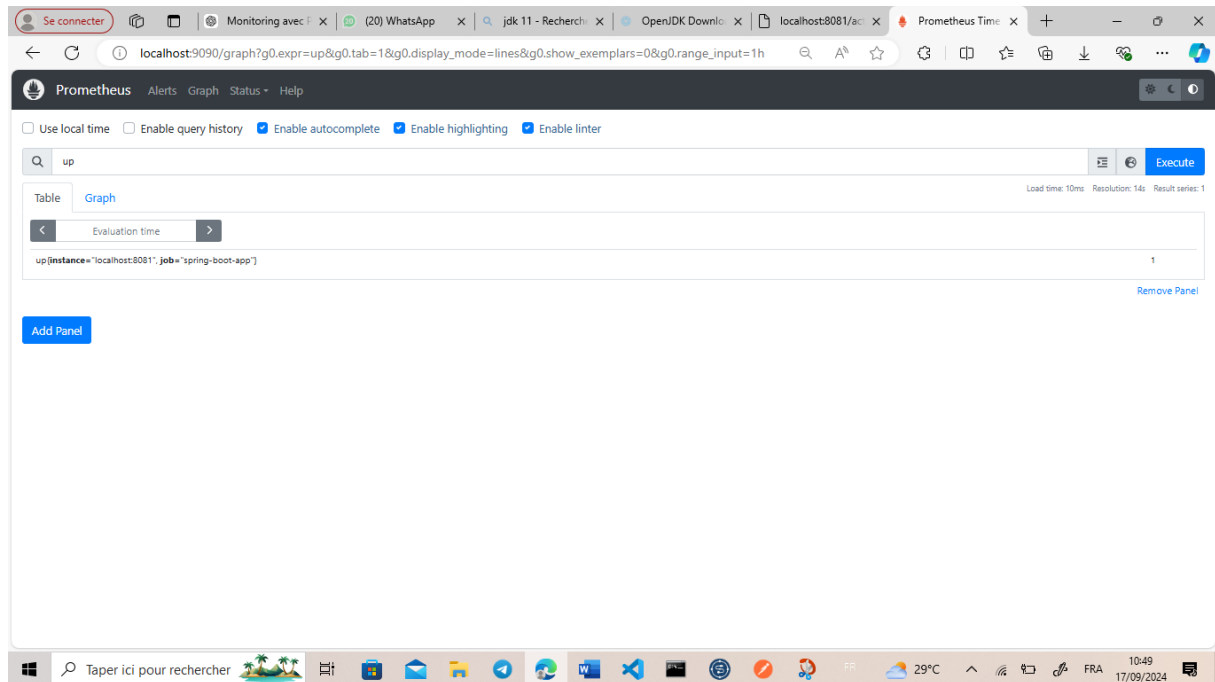 Se connecter
Monitoring avec P
(20) WhatsApp
jdk 11 - Recherche
OpenJDK Downlo
localhost:8081/act
Prometheus Time
localhost:9090/graph?g0.expr=up&g0.tab=1&g0.display_mode=lines&g0.show_exemplars=0&g0.range_input=1h
Prometheus Alerts Graph Status Help
Use local time Enable query history Enable autocomplete Enable highlighting Enable linter
up Execute
Load time: 10ms Resolution: 14s Result series: 1
Table Graph
Evaluation time
up{instance="localhost:8081", job="spring-boot-app"} 1
Remove Panel
Add Panel
Taper ici pour rechercher
FR
29°C
FRA
10:49
17/09/2024